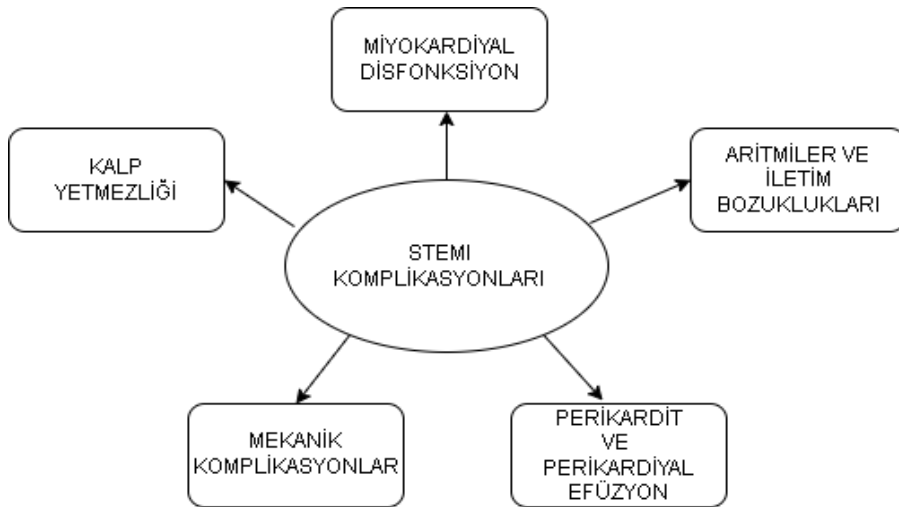 MİYOKARDİYAL
DİSFONKSİYON
KALP
YETMEZLİĞİ
ARİTMİLER VE
İLETİM
BOZUKLUKLARI
STEMI
KOMPLİKASYONLARI
MEKANİK
KOMPLİKASYONLAR
PERİKARDİT
VE
PERİKARDİYAL
EFÜZYON